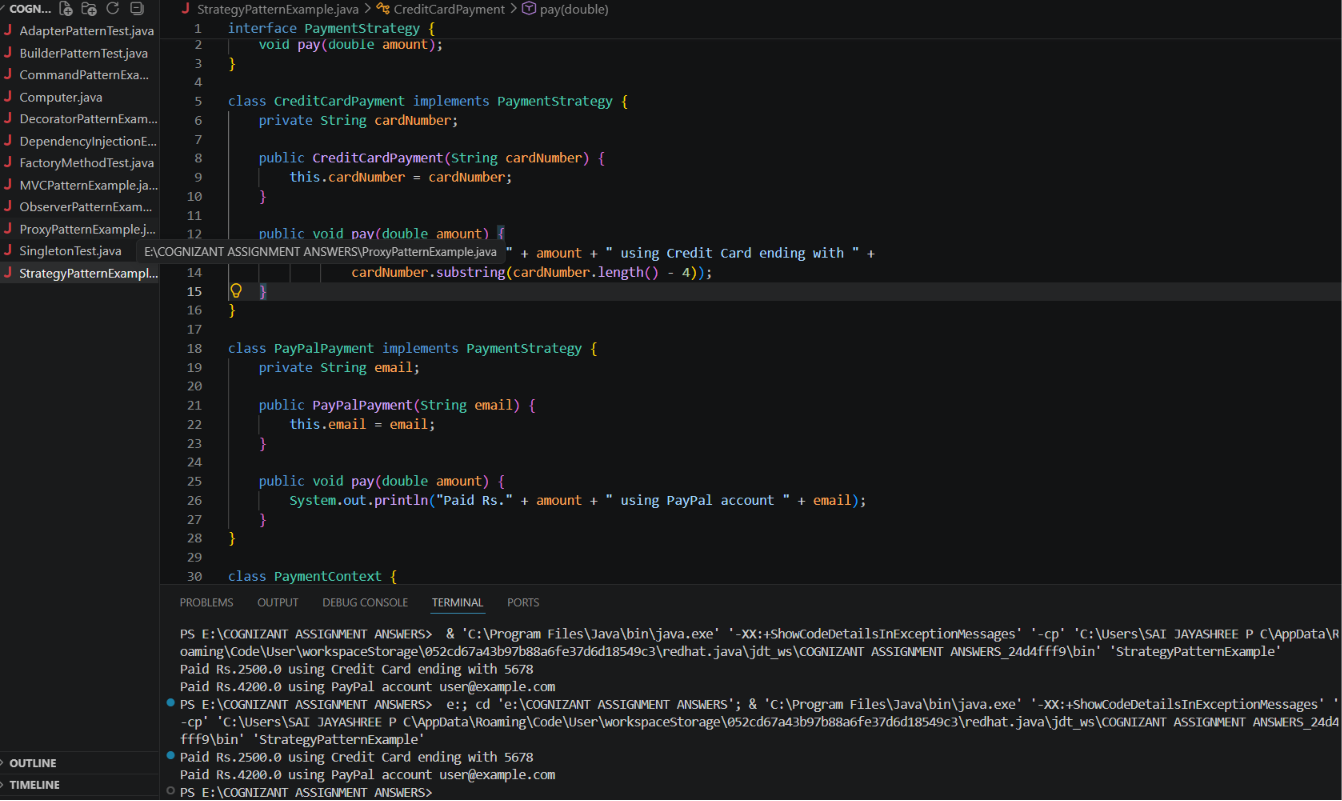 COGN...
AdapterPatternTest.java
BuilderPatternTest.java
CommandPatternExa...
Computer.java
DecoratorPatternExam...
DependencyInjectionE...
FactoryMethodTest.java
MVCPatternExample.ja...
ObserverPatternExam...
ProxyPatternExample.j...
SingletonTest.java
StrategyPatternExampl...
OUTLINE
TIMELINE
StrategyPatternExample.java > CreditCardPayment > pay(double)
1 interface PaymentStrategy {
2 void pay(double amount);
3 }
4
5 class CreditCardPayment implements PaymentStrategy {
6 private String cardNumber;
7
8 public CreditCardPayment(String cardNumber) {
9 this.cardNumber = cardNumber;
10 }
11
12 public void pay(double amount) {
E:\COGNIZANT ASSIGNMENT ANSWERS\ProxyPatternExample.java
" + amount + " using Credit Card ending with " +
14 cardNumber.substring(cardNumber.length() - 4));
15 }
16 }
17
18 class PayPalPayment implements PaymentStrategy {
19 private String email;
20
21 public PayPalPayment(String email) {
22 this.email = email;
23 }
24
25 public void pay(double amount) {
26 System.out.println("Paid Rs." + amount + " using PayPal account " + email);
27 }
28 }
29
30 class PaymentContext {
PROBLEMS OUTPUT DEBUG CONSOLE TERMINAL PORTS
PS E:\COGNIZANT ASSIGNMENT ANSWERS>  & 'C:\Program Files\Java\bin\java.exe' '-XX:+ShowCodeDetailsInExceptionMessages' '-cp' 'C:\Users\SAI JAYASHREE P C\AppData\R
oaming\Code\User\workspaceStorage\052cd67a43b97b88a6fe37d6d18549c3\redhat.java\jdt_ws\COGNIZANT ASSIGNMENT ANSWERS_24d4fff9\bin' 'StrategyPatternExample'
Paid Rs.2500.0 using Credit Card ending with 5678
Paid Rs.4200.0 using PayPal account user@example.com
PS E:\COGNIZANT ASSIGNMENT ANSWERS>  e:; cd 'e:\COGNIZANT ASSIGNMENT ANSWERS'; & 'C:\Program Files\Java\bin\java.exe' '-XX:+ShowCodeDetailsInExceptionMessages' '
-cp' 'C:\Users\SAI JAYASHREE P C\AppData\Roaming\Code\User\workspaceStorage\052cd67a43b97b88a6fe37d6d18549c3\redhat.java\jdt_ws\COGNIZANT ASSIGNMENT ANSWERS_24d4
fff9\bin' 'StrategyPatternExample'
Paid Rs.2500.0 using Credit Card ending with 5678
Paid Rs.4200.0 using PayPal account user@example.com
PS E:\COGNIZANT ASSIGNMENT ANSWERS>